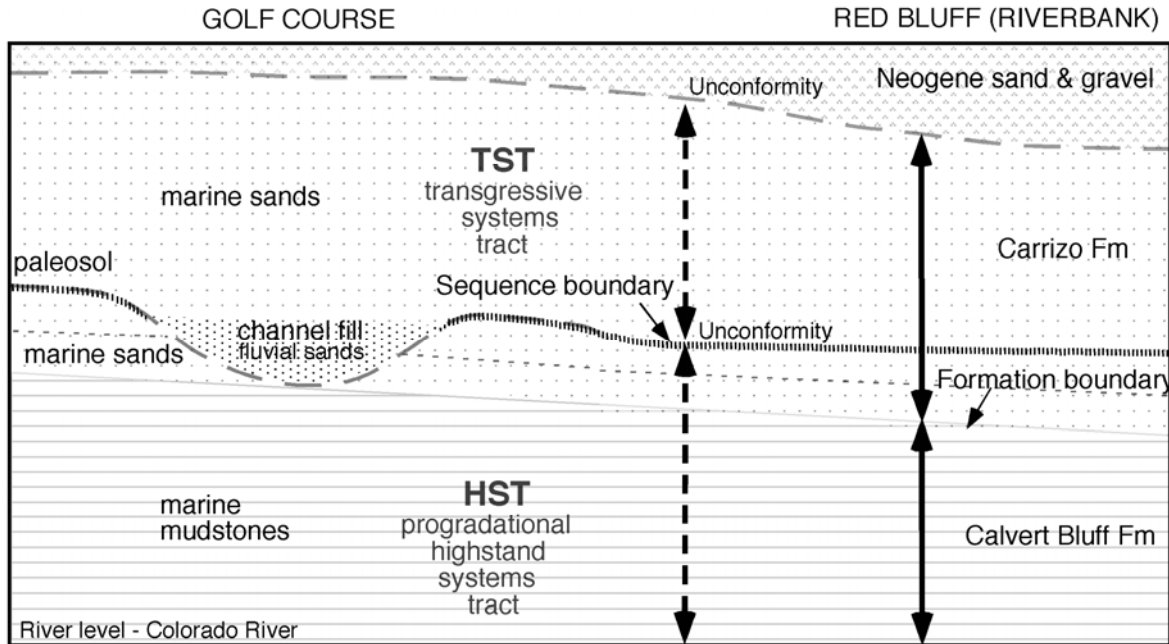 GOLF COURSE
RED BLUFF (RIVERBANK)
Neogene sand & gravel
Unconformity
TST
transgressive
systems
tract
marine sands
Carrizo Fm
paleosol
Sequence boundary
Unconformity
channel fill
fluvial sands
marine sands
Formation boundary
HST
progradational
highstand
systems
tract
marine
mudstones
Calvert Bluff Fm
River level - Colorado River